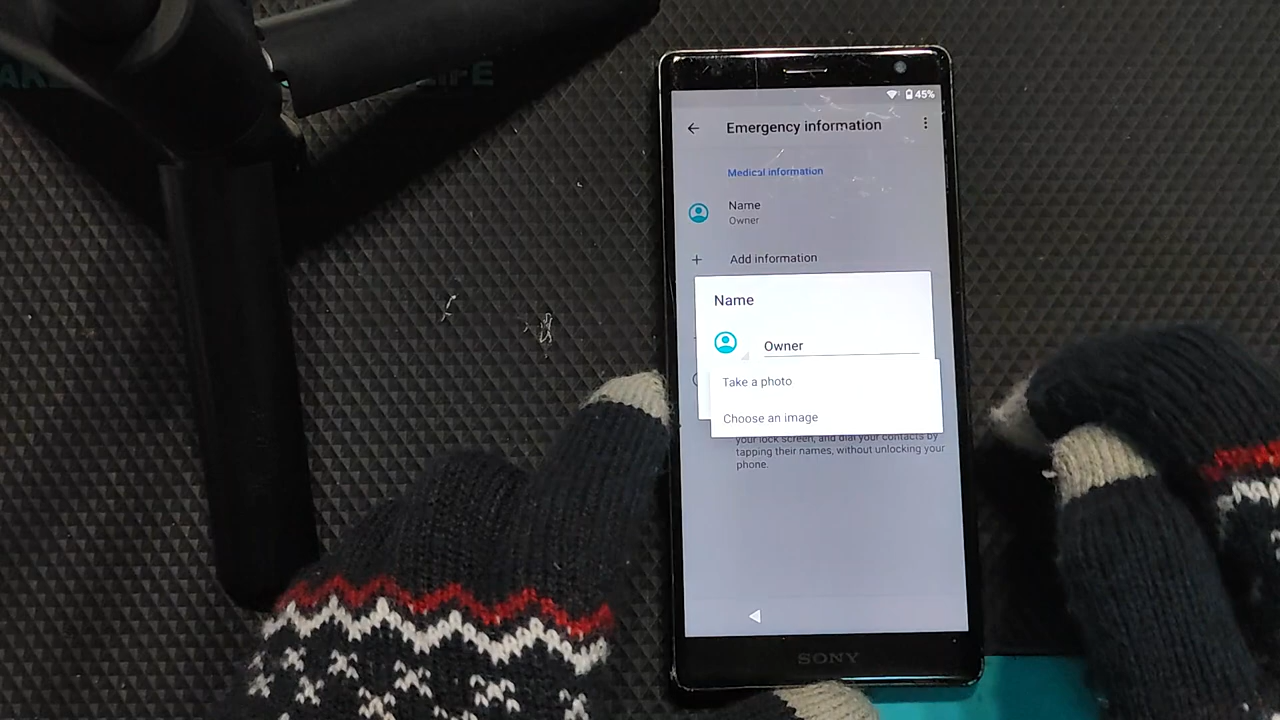 45%
Emergency information
Medical information
Name
Owner
Add information
Name
Owner
Take a photo
Choose an image
your lock screen, and dial your contacts by
tapping their names, without unlocking your
phone.
SONY